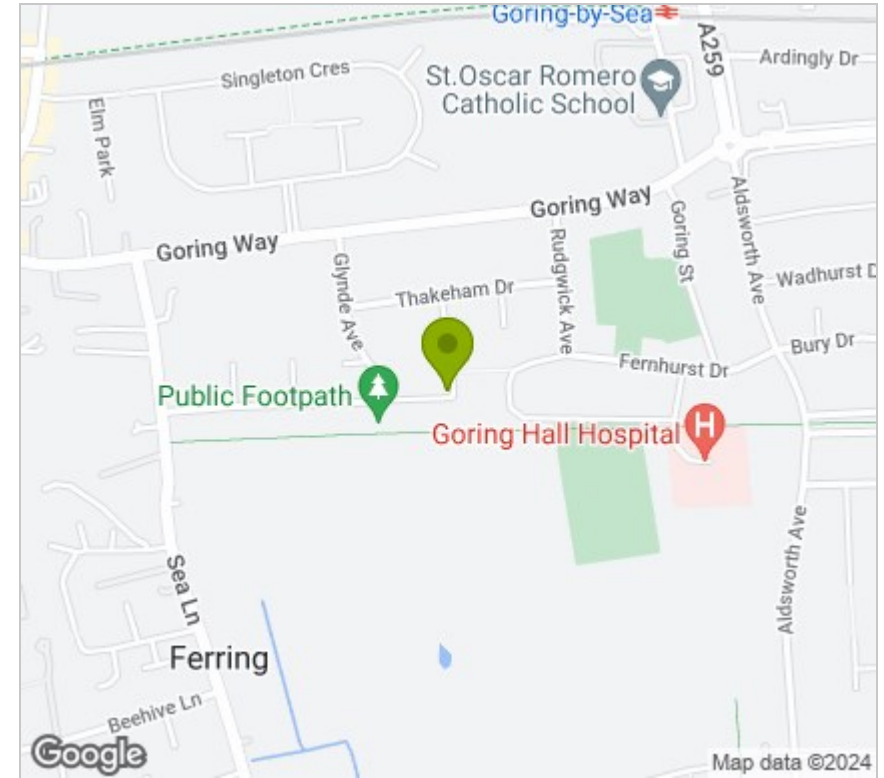 Goring-by-Sea
A259
Ardingly Dr
Singleton Cres
St.Oscar Romero
Catholic School
Elm Park
Goring Way
Goring Way
Goring St
Aldsworth Ave
Glynde Ave
Rudgwick Ave
Thakeham Dr
Wadhurst D
Bury Dr
Fernhurst Dr
Public Footpath
Goring Hall Hospital
H
Sea Ln
Aldsworth Ave
Ferring
Beehive Ln
Google
Map data ©2024